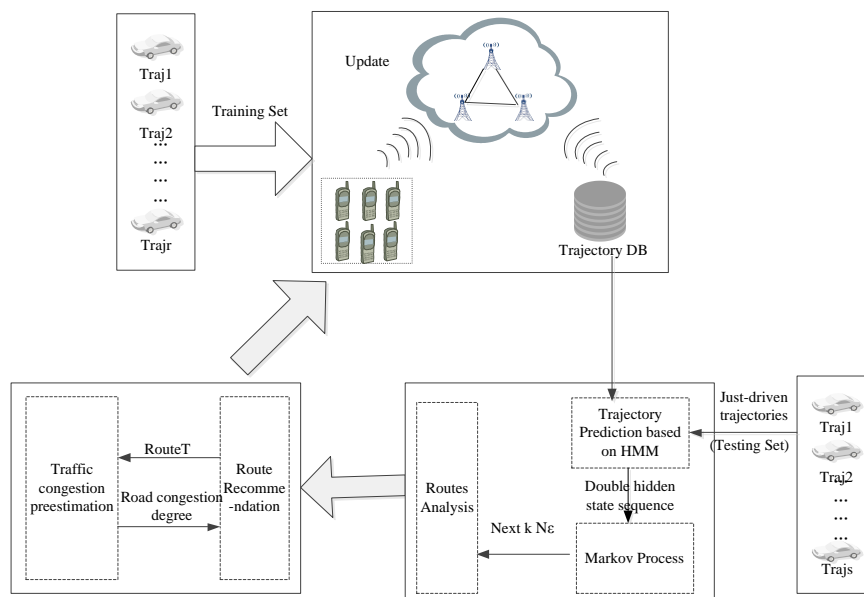 Traj1
Traj2
...
...
...
Trajr
Training Set
Update
Trajectory DB
Traffic
congestion
preestimation
RouteT
Road congestion
degree
Route
Recomme
-ndation
Routes
Analysis
Trajectory
Prediction based
on HMM
Double hidden
state sequence
Next k Nε
Markov Process
Just-driven
trajectories
(Testing Set)
Traj1
Traj2
...
...
...
Trajs